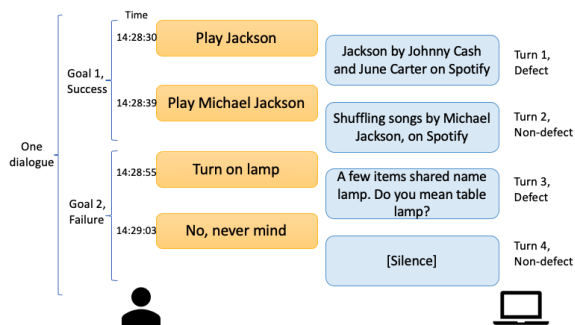 Time
14:28:30
Play Jackson
Jackson by Johnny Cash
and June Carter on Spotify
Turn 1,
Defect
Goal 1,
Success
14:28:39
Play Michael Jackson
Shuffling songs by Michael
Jackson, on Spotify
Turn 2,
Non-defect
One
dialogue
14:28:55
Turn on lamp
A few items shared name
lamp. Do you mean table
lamp?
Turn 3,
Defect
Goal 2,
Failure
14:29:03
No, never mind
[Silence]
Turn 4,
Non-defect